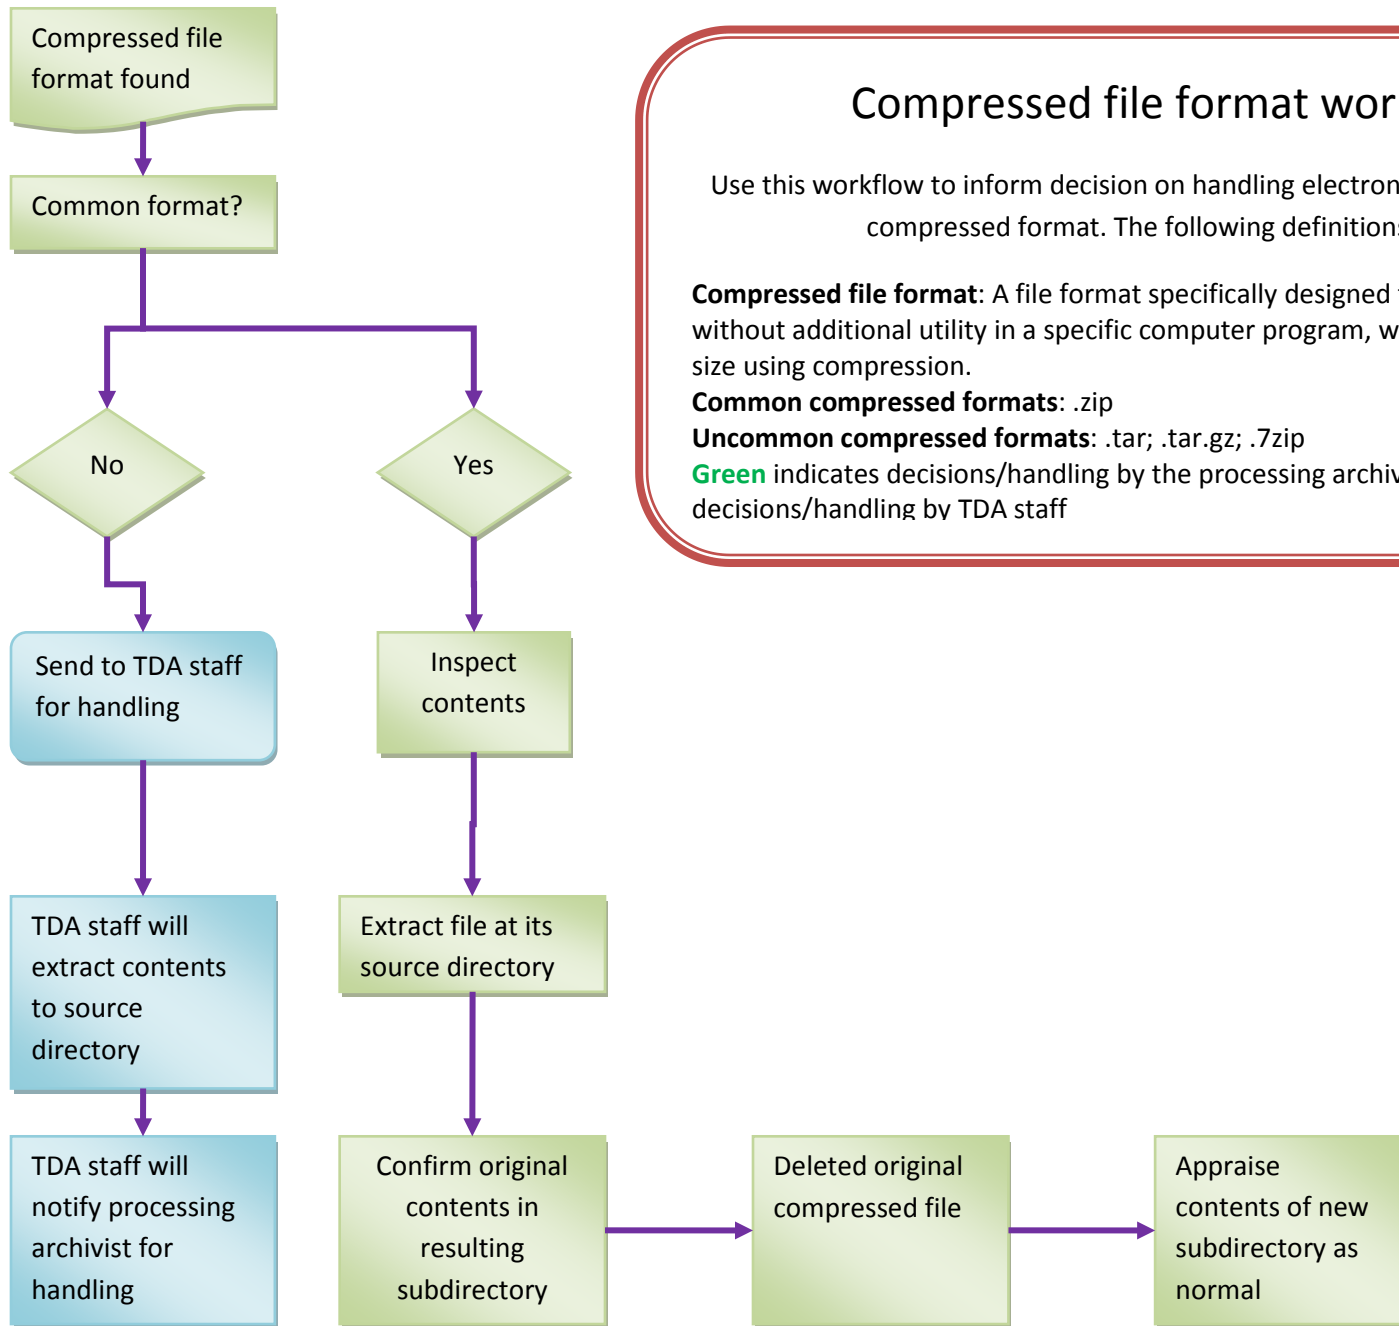 Compressed file
format found
Common format?
No
Yes
Send to TDA staff
for handling
Inspect
contents
TDA staff will
extract contents
to source
directory
Extract file at its
source directory
TDA staff will
notify processing
archivist for
handling
Confirm original
contents in
resulting
subdirectory
Deleted original
compressed file
Appraise
contents of new
subdirectory as
normal
Compressed file format wor
Use this workflow to inform decision on handling electron
compressed format. The following definitions
Compressed file format: A file format specifically designed
without additional utility in a specific computer program, w
size using compression.
Common compressed formats: .zip
Uncommon compressed formats: .tar; .tar.gz; .7zip
Green indicates decisions/handling by the processing archiv
decisions/handling by TDA staff